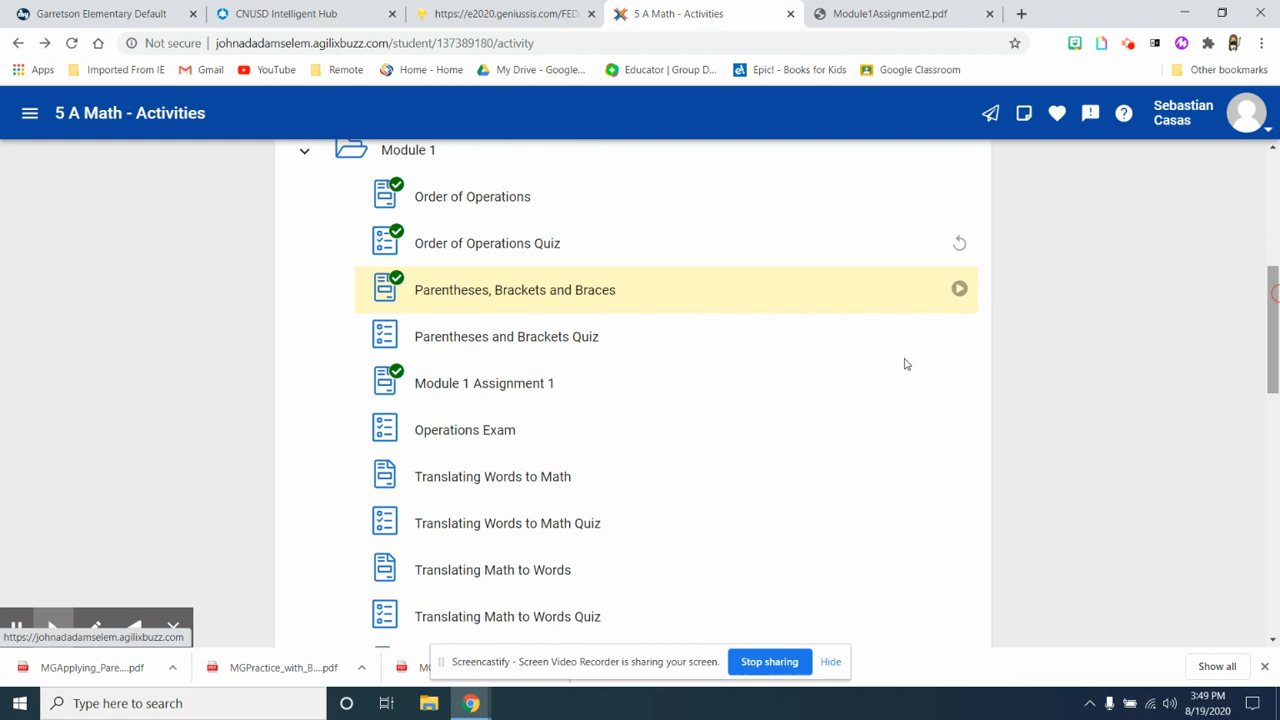 Garretson Elementary Default
CNUSD Intelligent Hub
https://e2020.geniussis.com/FED
5 A Math - Activities
Module1Assignment2.pdf
Not secure
johnadadamselem.agilixbuzz.com/student/137389180/activity
Apps
Imported From IE
Gmail
YouTube
Remote
Home - Home
My Drive - Google...
Educator | Group D...
Epic! - Books for Kids
Google Classroom
Other bookmarks
5 A Math - Activities
Sebastian
Casas
Module 1
Order of Operations
Order of Operations Quiz
Parentheses, Brackets and Braces
Parentheses and Brackets Quiz
Module 1 Assignment 1
Operations Exam
Translating Words to Math
Translating Words to Math Quiz
Translating Math to Words
Translating Math to Words Quiz
https://johnadadamselem.agilixbuzz.com
MGApplying_Pare....pdf
MGPractice_with_B....pdf
Screencastify - Screen Video Recorder is sharing your screen.
Stop sharing
Hide
Show all
Type here to search
3:49 PM
8/19/2020